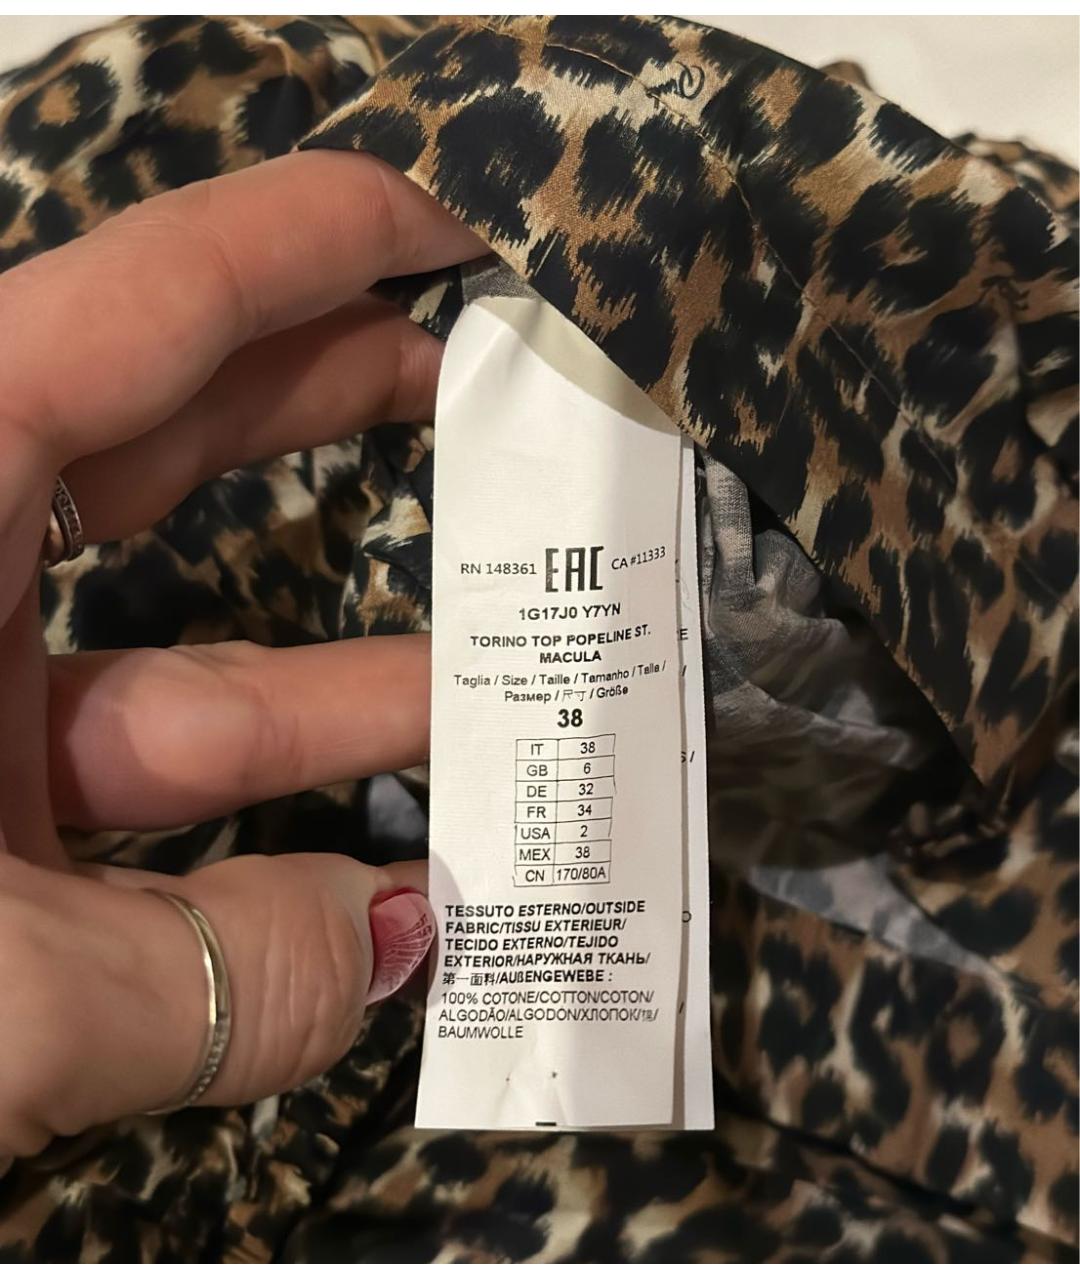 RN 148361 EAC CA #11333
1G17J0 Y7YN
TORINO TOP POPELINE ST.
MACULA
Taglia / Size / Taille / Tamanho / Talla /
Размер / 尺寸 / Größe
38
IT 38
GB 6
DE 32
FR 34
USA 2
MEX 38
CN 170/80A
TESSUTO ESTERNO/OUTSIDE
FABRIC/TISSU EXTERIEUR/
TECIDO EXTERNO/TEJIDO
EXTERIOR/НАРУЖНАЯ ТКАНЬ/
第一面料/AUßENGEWEBE :
100% COTONE/COTTON/COTON/
ALGODÃO/ALGODON/ХЛОПОК/棉/
BAUMWOLLE